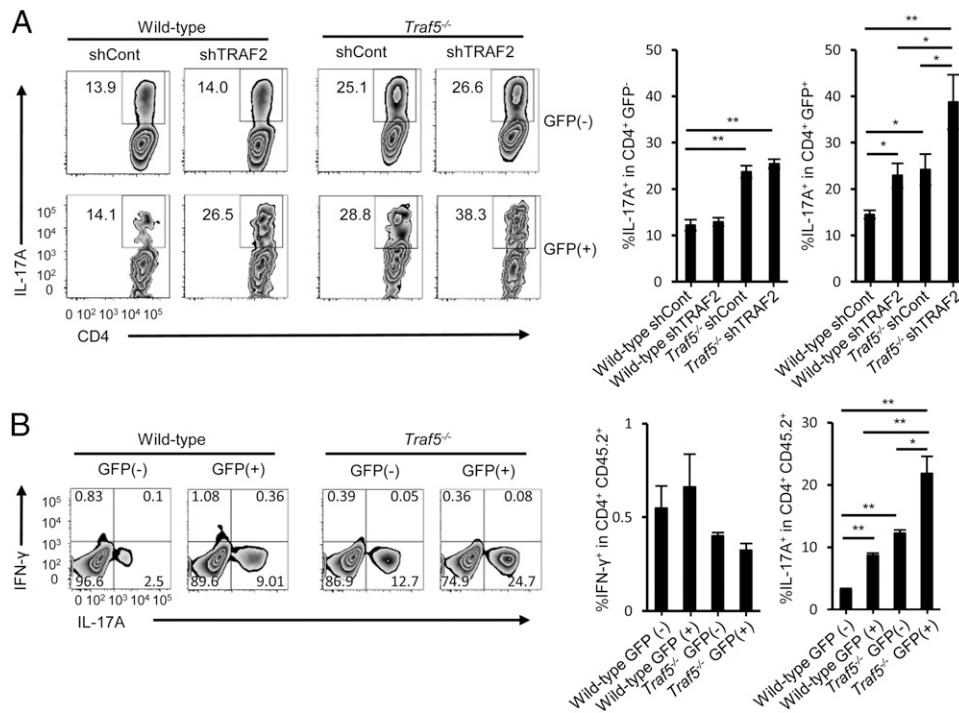 A
Wild-type
Traf5-/-
shCont
shTRAF2
shCont
shTRAF2
13.9
14.0
25.1
26.6
GFP(-)
14.1
26.5
28.8
38.3
GFP(+)
10⁵
10⁴
10³
10²
0
IL-17A
0 10² 10³ 10⁴ 10⁵
CD4
50
40
30
20
10
0
%IL-17A⁺ in CD4⁺ GFP⁻
**
**
Wild-type shCont
Wild-type shTRAF2
Traf5-/- shCont
Traf5-/- shTRAF2
50
40
30
20
10
0
%IL-17A⁺ in CD4⁺ GFP⁺
**
*
*
*
*
Wild-type shCont
Wild-type shTRAF2
Traf5-/- shCont
Traf5-/- shTRAF2
B
Wild-type
Traf5-/-
GFP(-)
GFP(+)
GFP(-)
GFP(+)
0.83 0.1
1.08 0.36
0.39 0.05
0.36 0.08
96.6 2.5
89.6 9.01
86.9 12.7
74.9 24.7
10⁵
10⁴
10³
10²
0
IFN-γ
0 10² 10³ 10⁴ 10⁵
IL-17A
1
0.5
0
%IFN-γ⁺ in CD4⁺ CD45.2⁺
Wild-type GFP (-)
Wild-type GFP (+)
Traf5-/- GFP(-)
Traf5-/- GFP(+)
30
20
10
0
%IL-17A⁺ in CD4⁺ CD45.2⁺
**
**
*
**
**
Wild-type GFP (-)
Wild-type GFP (+)
Traf5-/- GFP(-)
Traf5-/- GFP(+)